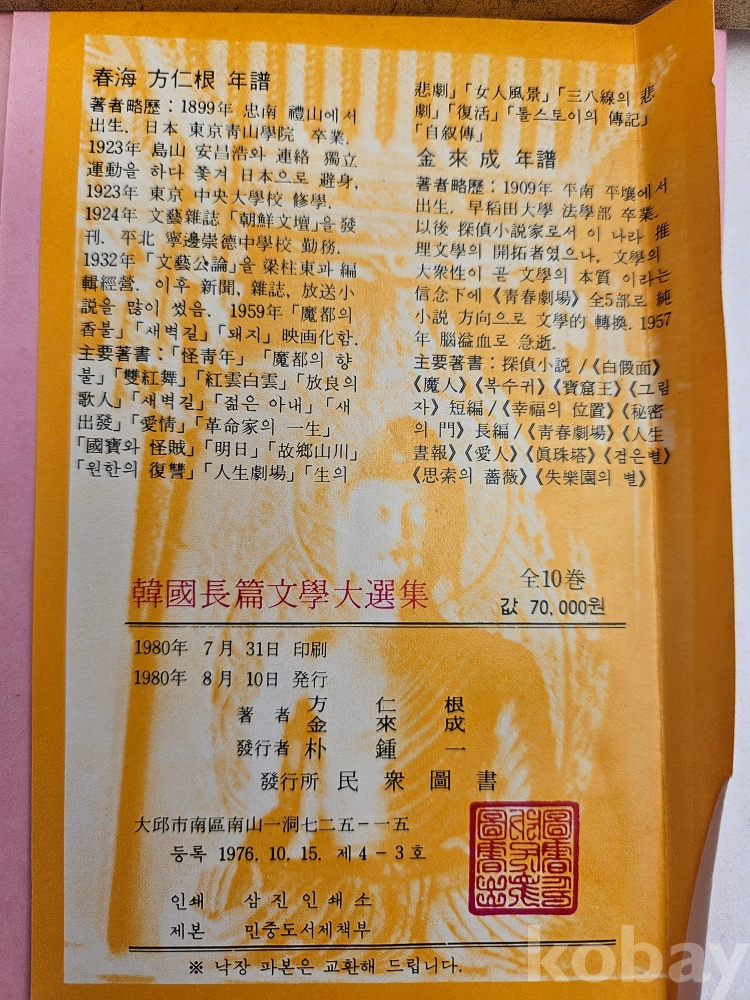 春海 方仁根 年譜
著者略歷 : 1899年 忠南 禮山에서
出生. 日本 東京靑山學院 卒業.
1923年 島山 安昌浩와 連絡 獨立
運動을 하다 쫓겨 日本으로 避身,
1923年 東京 中央大學校 修學.
1924年 文藝雜誌「朝鮮文壇」을 發
刊. 平北 寧邊崇德中學校 勤務.
1932年「文藝公論」을 梁柱東과 編
輯經營. 이후 新聞, 雜誌, 放送小
説을 많이 썼음. 1959年「魔都의
香불」「새벽길」「돼지」映画化함.
主要著書 :「怪靑年」「魔都의 향
불」「雙紅舞」「紅雲白雲」「放良의
歌人」「새벽길」「젊은 아내」「새
出發」「愛情」「革命家의 一生」
「國寶와 怪賊」「明日」「故鄕山川」
「원한의 復讐」「人生劇場」「生의
悲劇」「女人風景」「三八線의 悲
劇」「復活」「톨스토이의 傳記」
「自叙傳」
金來成 年譜
著者略歷 : 1909年 平南 平壤에서
出生. 早稻田大學 法學部 卒業.
以後 探偵小説家로서 이 나라 推
理文學의 開拓者였으나, 文學의
大衆性이 곧 文學의 本質 이라는
信念下에《靑春劇場》全5部로 純
小説 方向으로 文學的 轉換. 1957
年 腦溢血로 急逝.
主要著書 : 探偵小説 /《白假面》
《魔人》《복수귀》《寶窟王》《그림
자》短編 /《幸福의 位置》《秘密
의 門》長編 /《靑春劇場》《人生
畫報》《愛人》《眞珠塔》《검은별》
《思索의 薔薇》《失樂園의 별》
韓國長篇文學大選集
全10巻
값 70,000원
1980年 7月 31日 印刷
1980年 8月 10日 発行
著者 方仁根
金來成
發行者 朴鍾一
發行所 民衆圖書
大邱市南區南山一洞七二五-一五
등록 1976. 10. 15. 제4-3호
인쇄 삼진인쇄소
제본 민중도서제책부
※ 낙장 파본은 교환해 드립니다.
kobay